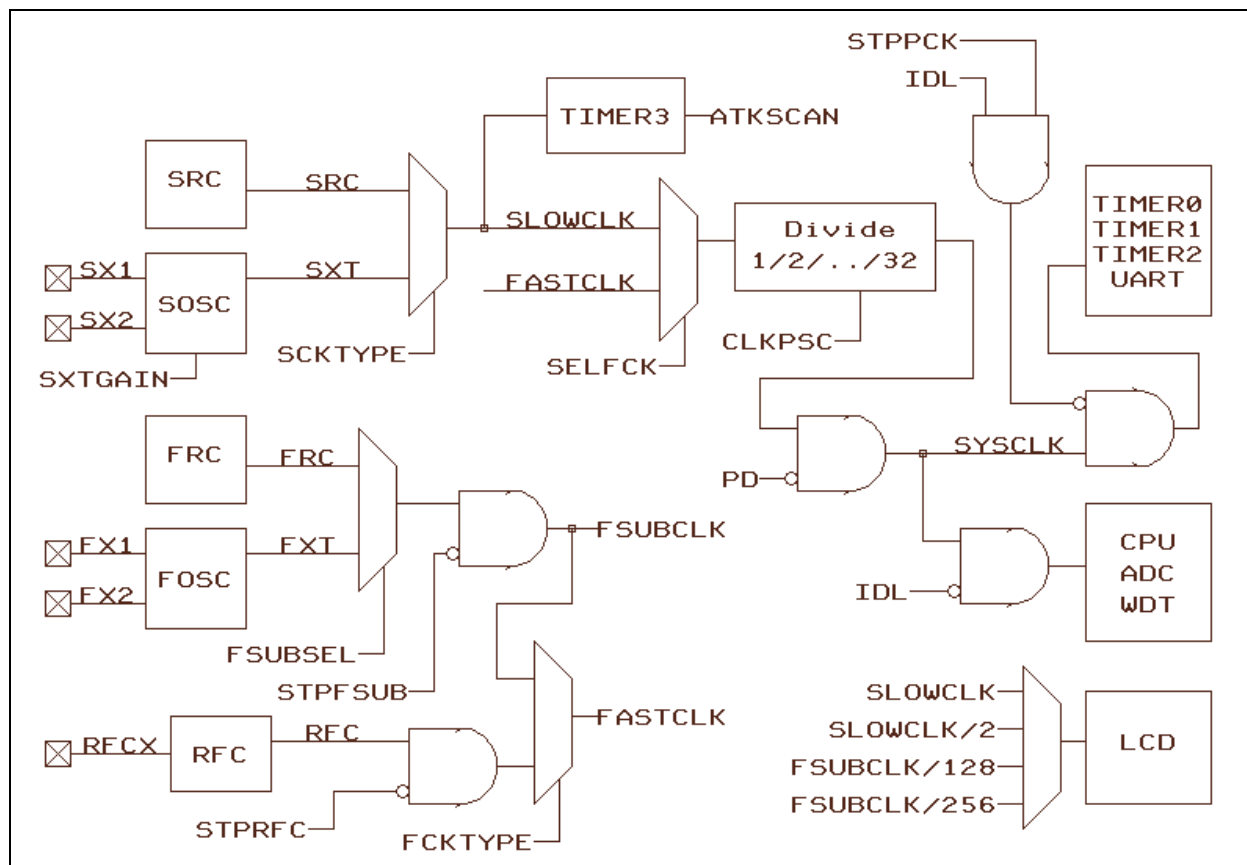 STPPCK
IDL
TIMER3
ATKSCAN
SRC
SRC
SLOWCLK
Divide
1/2/../32
TIMER0
TIMER1
TIMER2
UART
SX1
SX2
SOSC
SXT
FASTCLK
SCKTYPE
SELFCK
CLKPSC
SXTGAIN
FRC
FRC
PD
SYSCLK
FX1
FX2
FOSC
FXT
FSUBCLK
CPU
ADC
WDT
IDL
FSUBSEL
STPFSUB
RFCX
RFC
RFC
FASTCLK
STPRFC
FCKTYPE
SLOWCLK
SLOWCLK/2
FSUBCLK/128
FSUBCLK/256
LCD